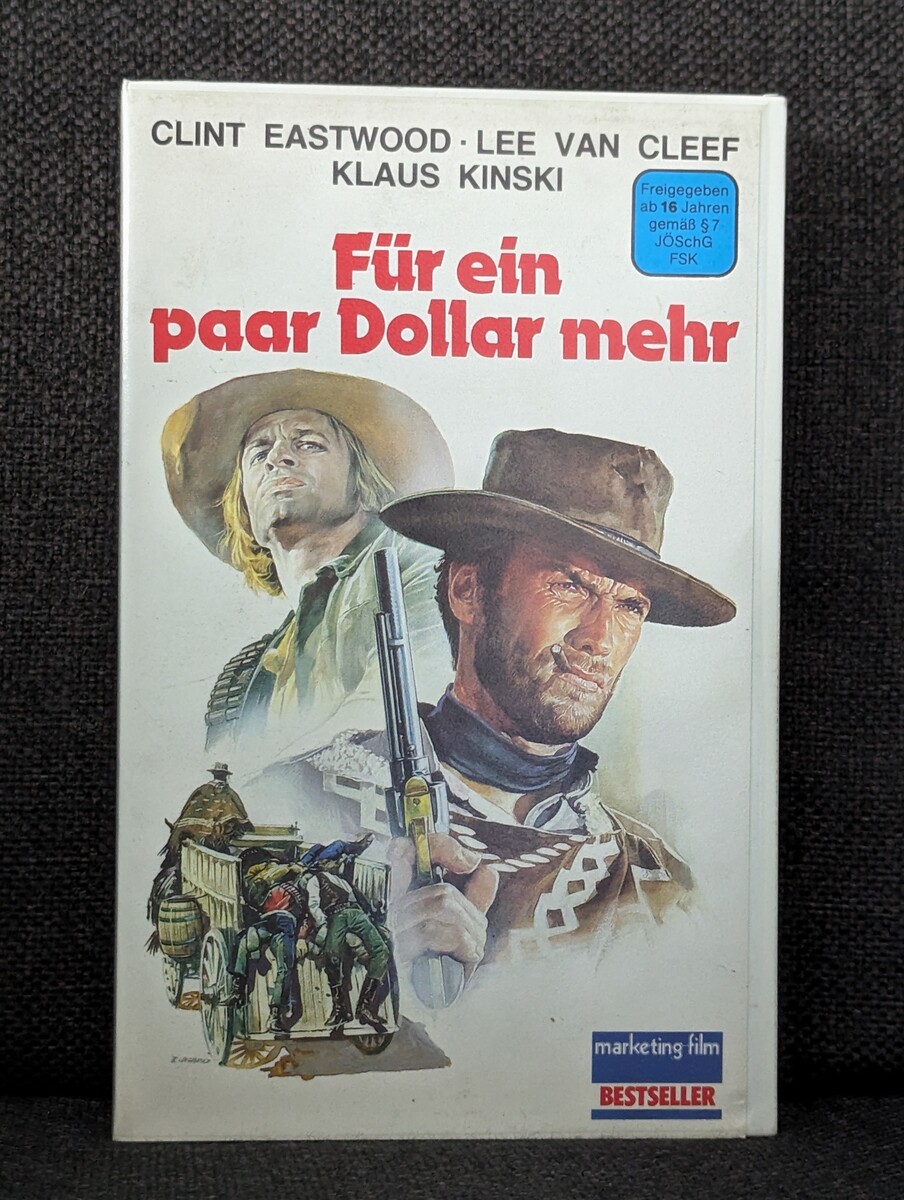 CLINT EASTWOOD · LEE VAN CLEEF
KLAUS KINSKI
Freigegeben
ab 16 Jahren
gemäß § 7
JÖSchG
FSK
Für ein
paar Dollar mehr
marketing-film
BESTSELLER